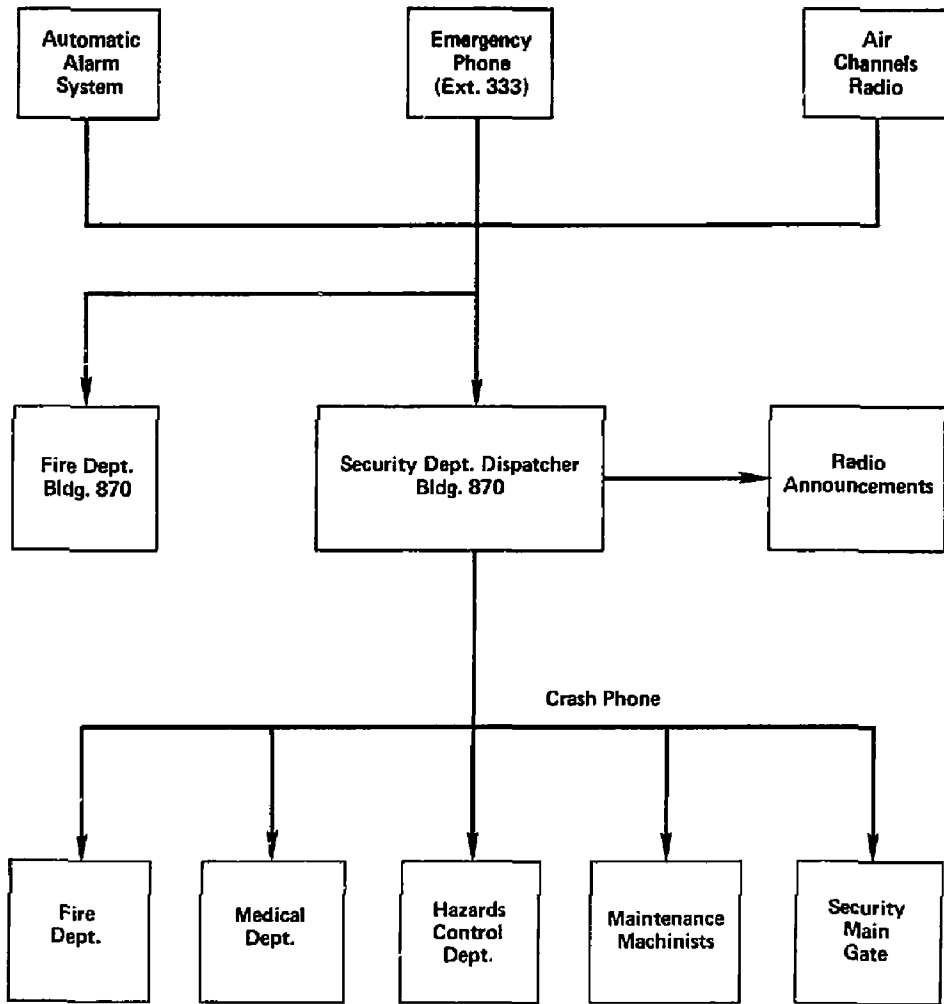 Automatic
Alarm
System
Emergency
Phone
(Ext. 333)
Air
Channels
Radio
Fire Dept.
Bldg. 870
Security Dept. Dispatcher
Bldg. 870
Radio
Announcements
Crash Phone
Fire
Dept.
Medical
Dept.
Hazards
Control
Dept.
Maintenance
Machinists
Security
Main
Gate